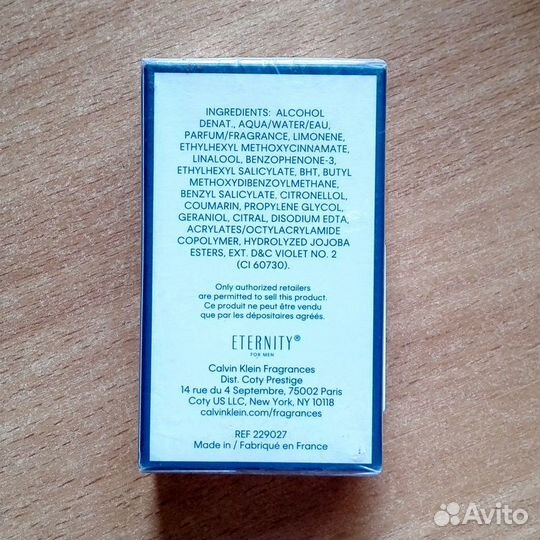 INGREDIENTS: ALCOHOL
DENAT., AQUA/WATER/EAU,
PARFUM/FRAGRANCE, LIMONENE,
ETHYLHEXYL METHOXYCINNAMATE,
LINALOOL, BENZOPHENONE-3,
ETHYLHEXYL SALICYLATE, BHT, BUTYL
METHOXYDIBENZOYLMETHANE,
BENZYL SALICYLATE, CITRONELLOL,
COUMARIN, PROPYLENE GLYCOL,
GERANIOL, CITRAL, DISODIUM EDTA,
ACRYLATES/OCTYLACRYLAMIDE
COPOLYMER, HYDROLYZED JOJOBA
ESTERS, EXT. D&C VIOLET NO. 2
(CI 60730).
Only authorized retailers
are permitted to sell this product.
Ce produit ne peut être vendu
que par les dépositaires agréés.
ETERNITY®
FOR MEN
Calvin Klein Fragrances
Dist. Coty Prestige
14 rue du 4 Septembre, 75002 Paris
Coty US LLC, New York, NY 10118
calvinklein.com/fragrances
REF 229027
Made in / Fabriqué en France
Avito